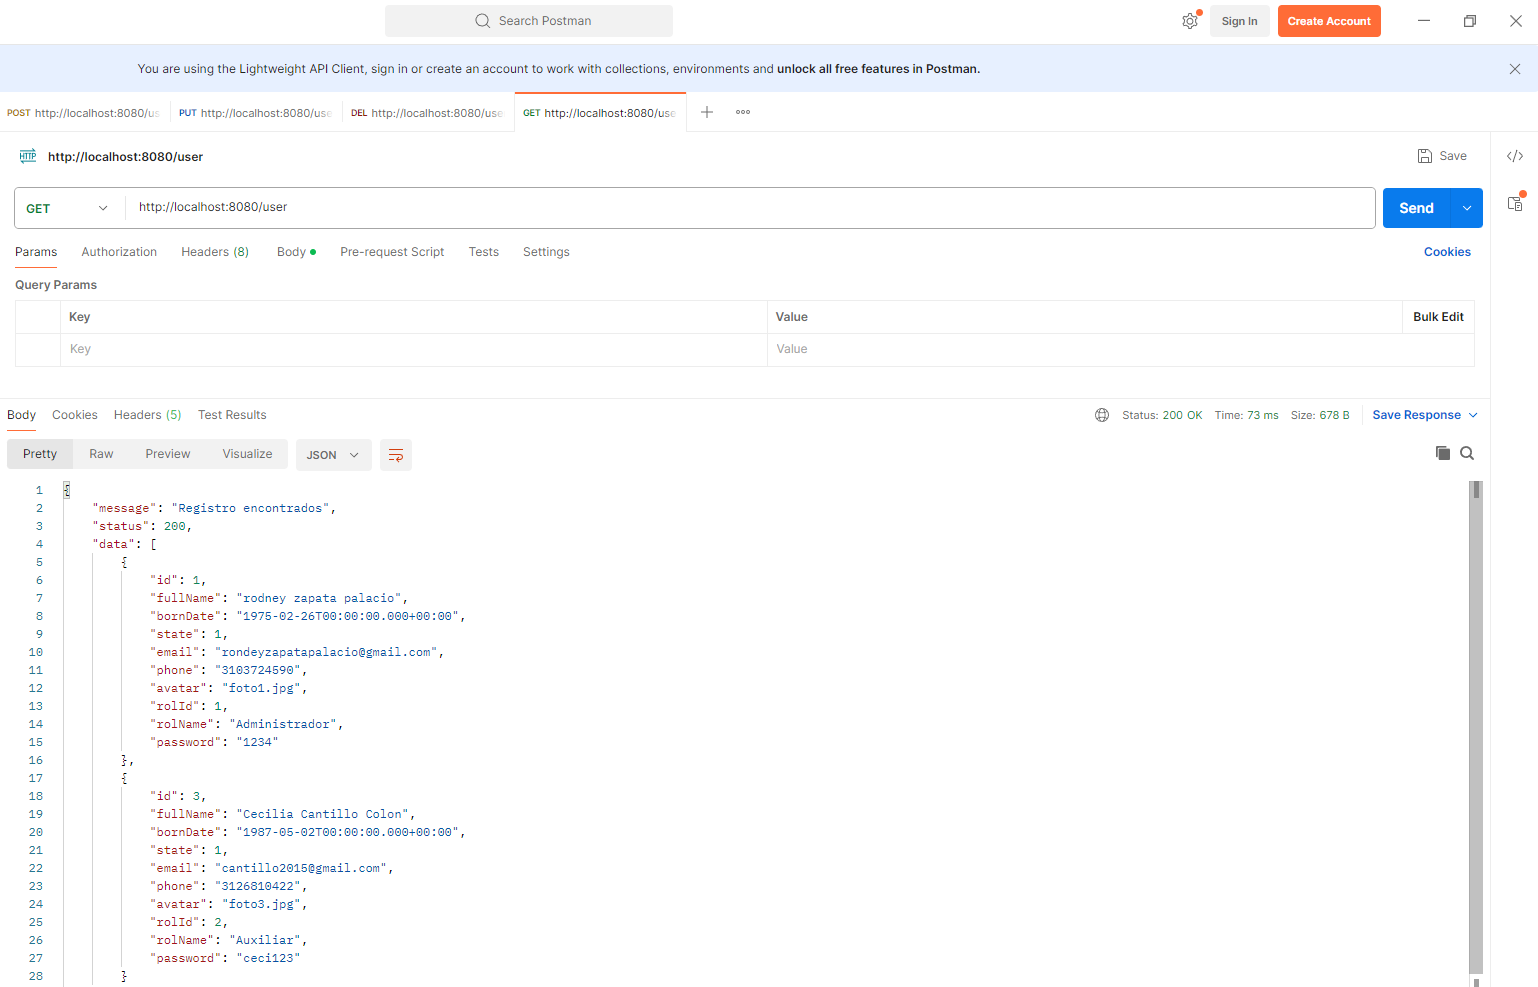 Search Postman
Sign In
Create Account
You are using the Lightweight API Client, sign in or create an account to work with collections, environments and unlock all free features in Postman.
POST http://localhost:8080/us
PUT http://localhost:8080/use
DEL http://localhost:8080/use
GET http://localhost:8080/use
HTTP http://localhost:8080/user
Save
GET http://localhost:8080/user
Send
Params Authorization Headers (8) Body Pre-request Script Tests Settings Cookies
Query Params
Key Value Bulk Edit
Key Value
Body Cookies Headers (5) Test Results Status: 200 OK Time: 73 ms Size: 678 B Save Response
Pretty Raw Preview Visualize JSON
1 {
2 "message": "Registro encontrados",
3 "status": 200,
4 "data": [
5 {
6 "id": 1,
7 "fullName": "rodney zapata palacio",
8 "bornDate": "1975-02-26T00:00:00.000+00:00",
9 "state": 1,
10 "email": "rondeyzapatapalacio@gmail.com",
11 "phone": "3103724590",
12 "avatar": "foto1.jpg",
13 "rolId": 1,
14 "rolName": "Administrador",
15 "password": "1234"
16 },
17 {
18 "id": 3,
19 "fullName": "Cecilia Cantillo Colon",
20 "bornDate": "1987-05-02T00:00:00.000+00:00",
21 "state": 1,
22 "email": "cantillo2015@gmail.com",
23 "phone": "3126810422",
24 "avatar": "foto3.jpg",
25 "rolId": 2,
26 "rolName": "Auxiliar",
27 "password": "ceci123"
28 }